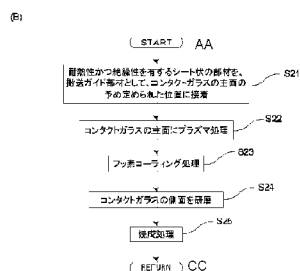 (B)
START AA
耐熱性かつ絶縁性を有するシート状の部材を、
搬送ガイド部材として、コンタクトガラスの主面の
予め定められた位置に接着
S21
コンタクトガラスの主面にプラズマ処理
S22
フッ素コーティング処理
S23
コンタクトガラスの側面を研磨
S24
焼成処理
S25
RETURN CC